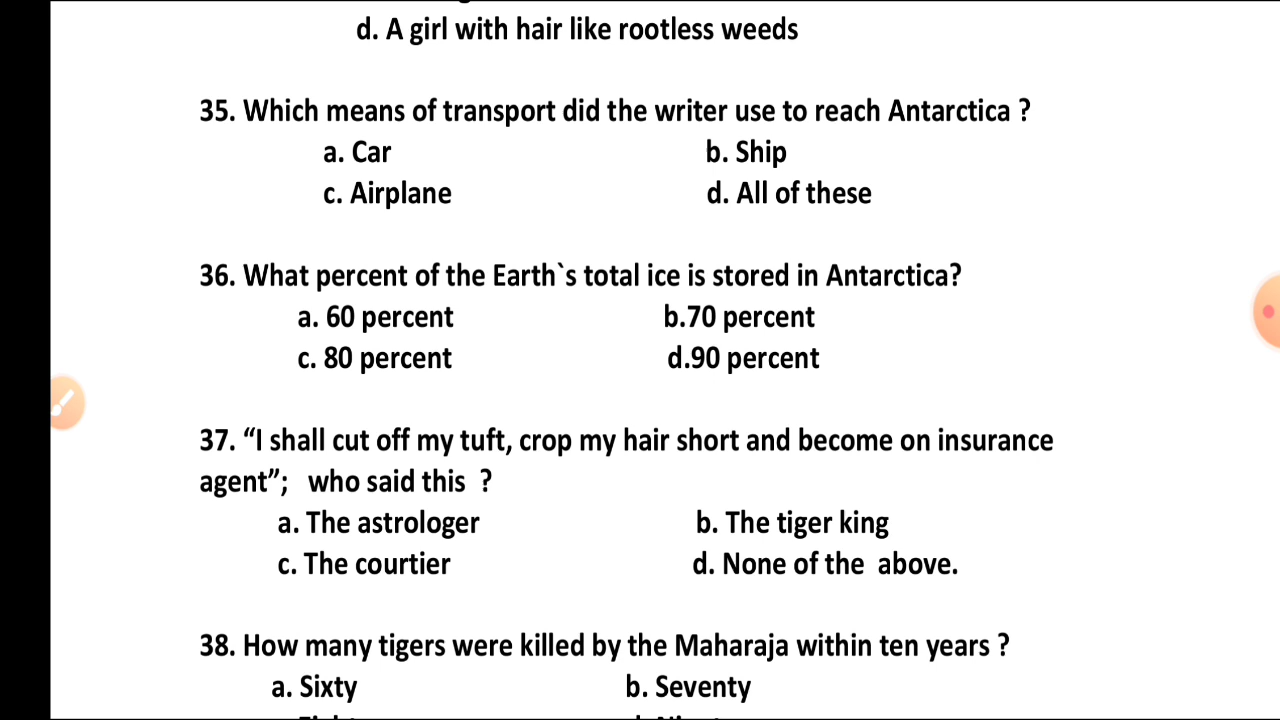 d. A girl with hair like rootless weeds
35. Which means of transport did the writer use to reach Antarctica ?
a. Car b. Ship
c. Airplane d. All of these
36. What percent of the Earth`s total ice is stored in Antarctica?
a. 60 percent b.70 percent
c. 80 percent d.90 percent
37. “I shall cut off my tuft, crop my hair short and become on insurance
agent”; who said this ?
a. The astrologer b. The tiger king
c. The courtier d. None of the above.
38. How many tigers were killed by the Maharaja within ten years ?
a. Sixty b. Seventy